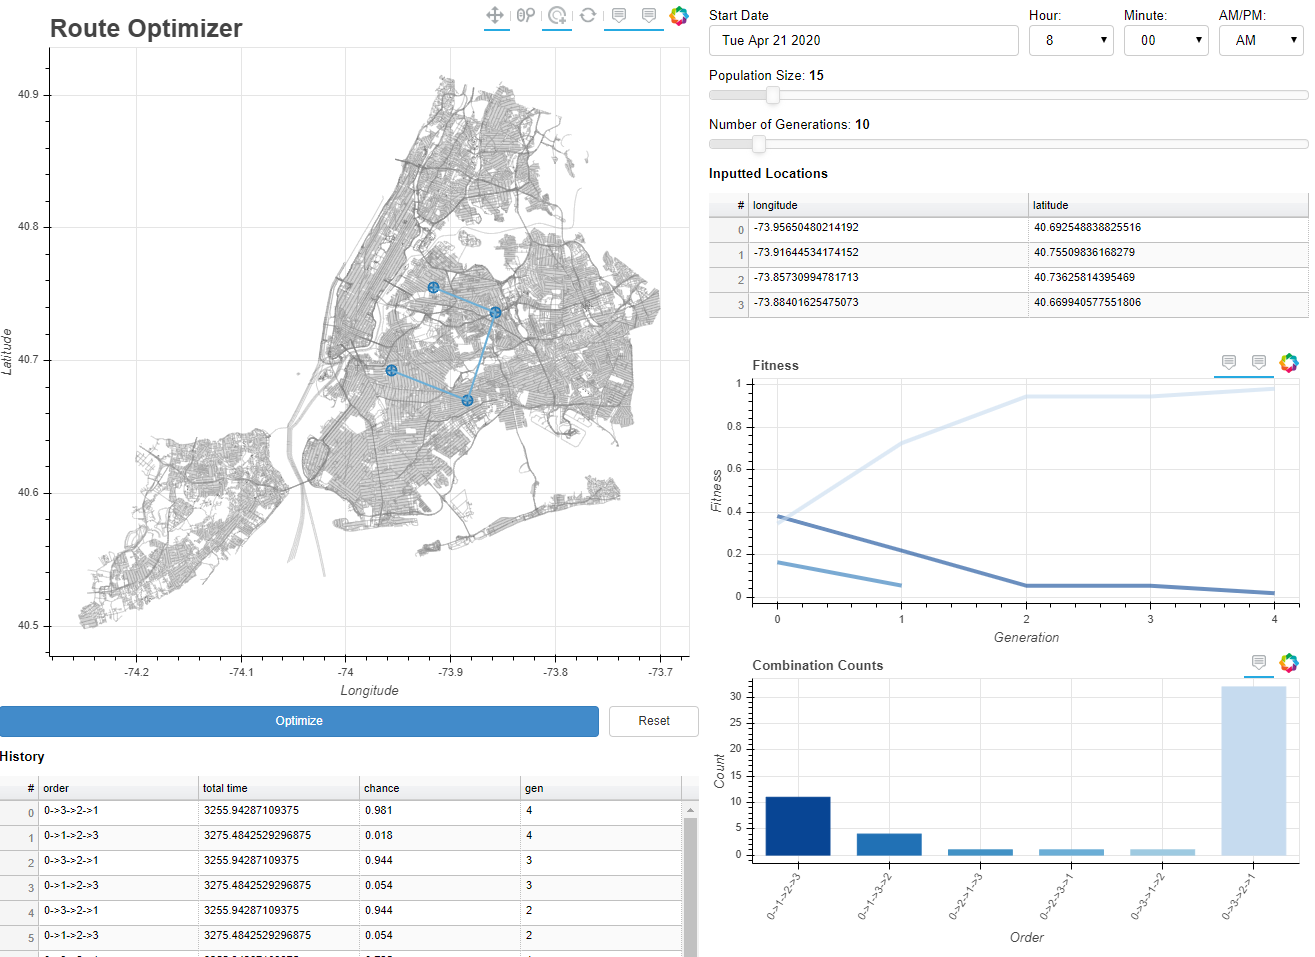 Route Optimizer
40.9
40.8
40.7
40.6
40.5
Latitude
-74.2
-74.1
-74
-73.9
-73.8
-73.7
Longitude
Optimize
Reset
History
# order total time chance gen
0 0->3->2->1 3255.94287109375 0.981 4
1 0->1->2->3 3275.4842529296875 0.018 4
2 0->3->2->1 3255.94287109375 0.944 3
3 0->1->2->3 3275.4842529296875 0.054 3
4 0->3->2->1 3255.94287109375 0.944 2
5 0->1->2->3 3275.4842529296875 0.054 2
Start Date
Tue Apr 21 2020
Hour:
8
Minute:
00
AM/PM:
AM
Population Size: 15
Number of Generations: 10
Inputted Locations
# longitude latitude
0 -73.95650480214192 40.692548838825516
1 -73.91644534174152 40.75509836168279
2 -73.85730994781713 40.73625814395469
3 -73.88401625475073 40.669940577551806
Fitness
1
0.8
0.6
0.4
0.2
0
Fitness
0
1
2
3
4
Generation
Combination Counts
30
25
20
15
10
5
0
Count
0->1->2->3
0->1->3->2
0->2->1->3
0->2->3->1
0->3->1->2
0->3->2->1
Order